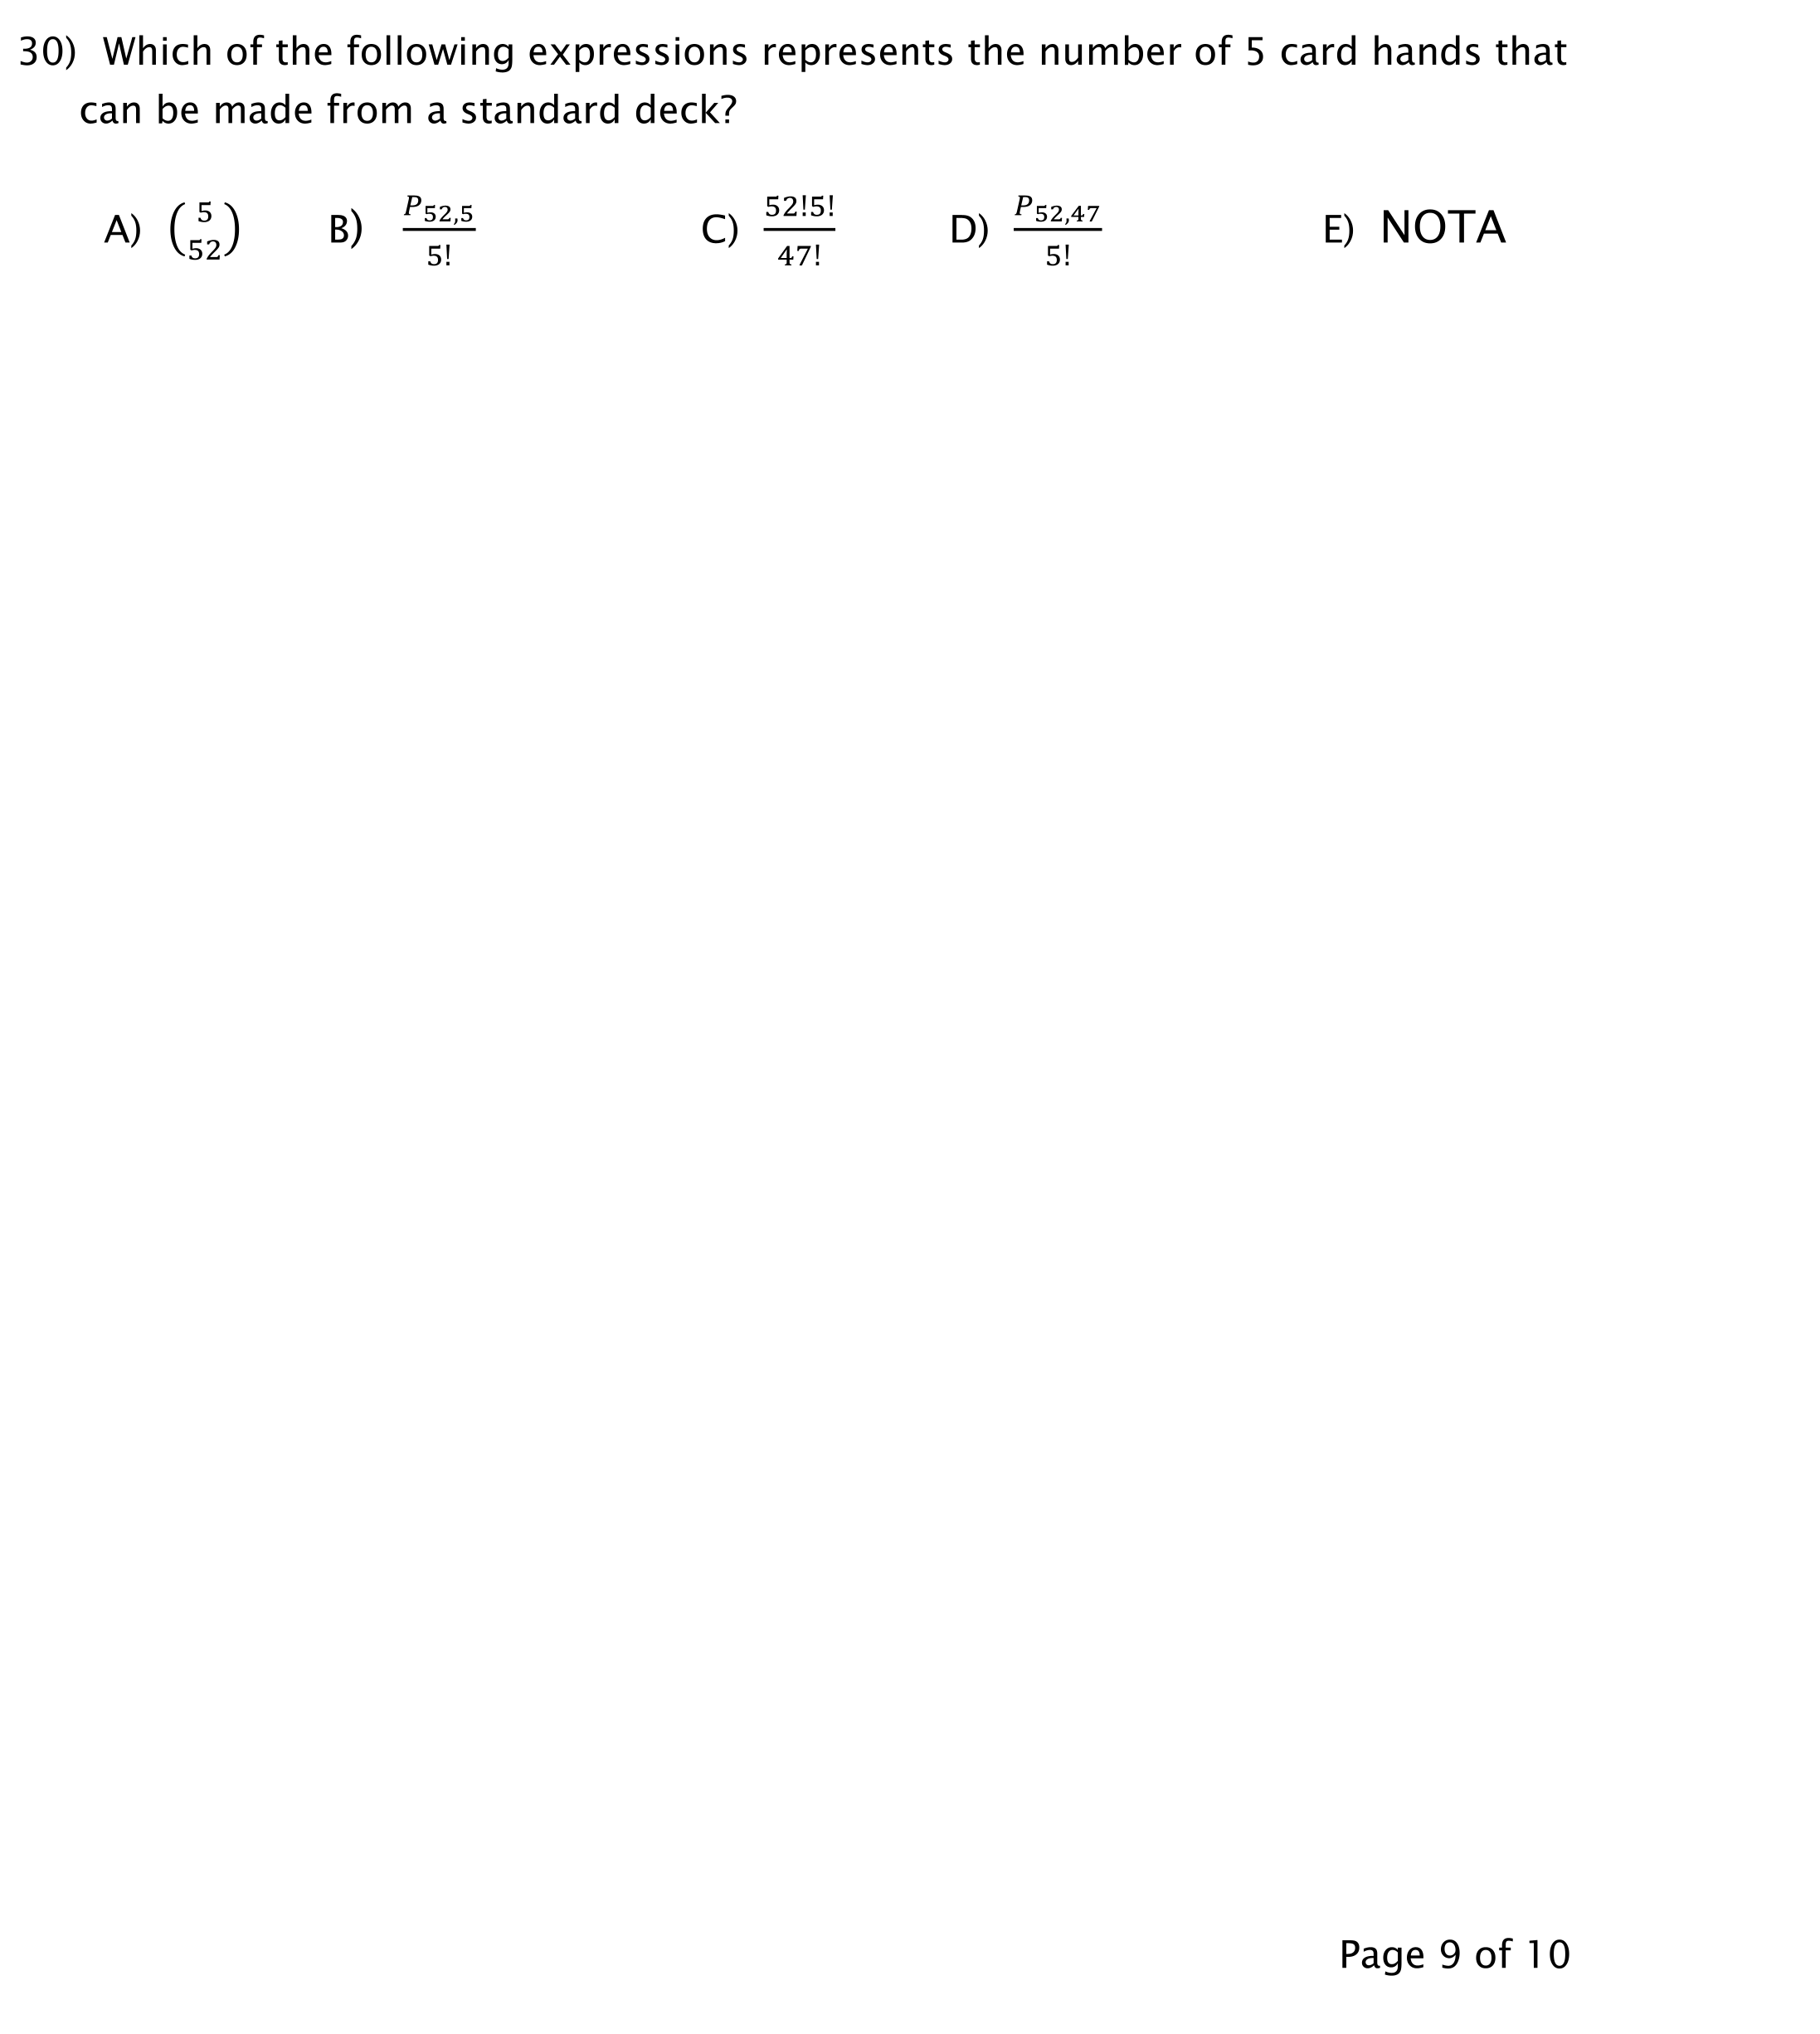 30) Which of the following expressions represents the number of 5 card hands that
can be made from a standard deck?
A) $\binom{5}{52}$ B) $\frac{P_{52,5}}{5!}$ C) $\frac{52!5!}{47!}$ D) $\frac{P_{52,47}}{5!}$ E) NOTA
Page 9 of 10